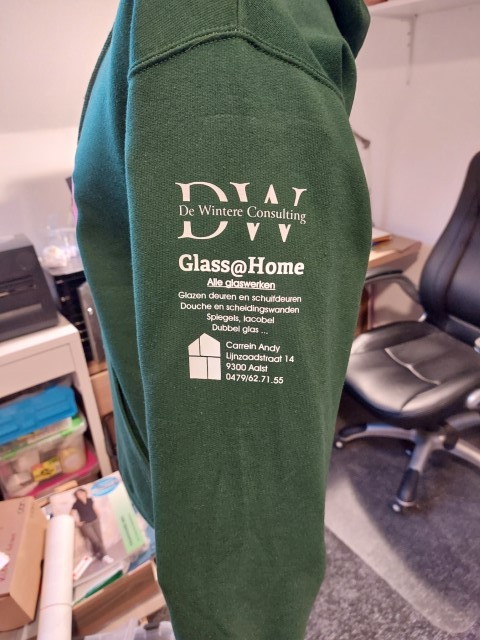 DW
De Wintere Consulting
Glass@Home
Alle glaswerken
Glazen deuren en schuifdeuren
Douche en scheidingswanden
Spiegels, lacobel
Dubbel glas ...
Carrein Andy
Lijnzaadstraat 14
9300 Aalst
0479/62.71.55